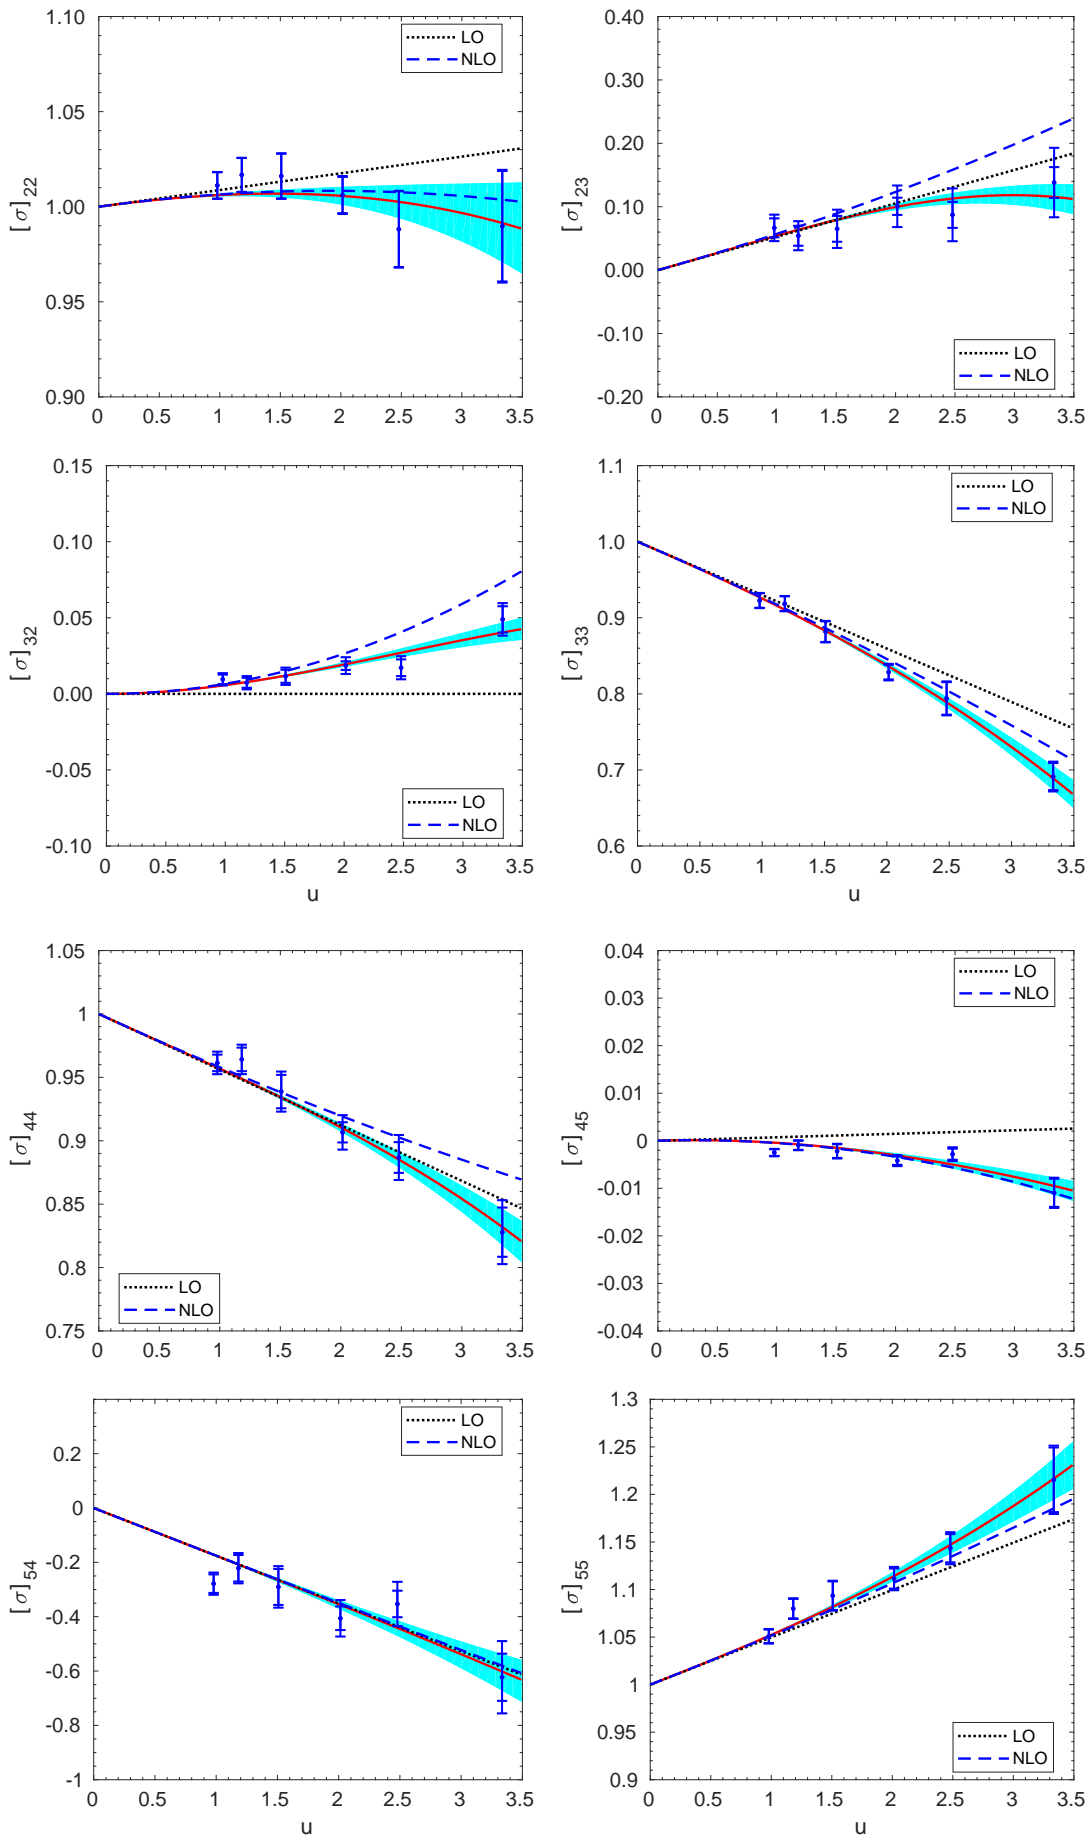 1.10
1.05
1.00
0.95
0.90
[σ]22
LO
NLO
0 0.5 1 1.5 2 2.5 3 3.5
0.40
0.30
0.20
0.10
0.00
-0.10
-0.20
[σ]23
LO
NLO
0 0.5 1 1.5 2 2.5 3 3.5
0.15
0.10
0.05
0.00
-0.05
-0.10
[σ]32
LO
NLO
0 0.5 1 1.5 2 2.5 3 3.5
u
1.1
1.0
0.9
0.8
0.7
0.6
[σ]33
LO
NLO
0 0.5 1 1.5 2 2.5 3 3.5
u
1.05
1
0.95
0.9
0.85
0.8
0.75
[σ]44
LO
NLO
0 0.5 1 1.5 2 2.5 3 3.5
0.04
0.03
0.02
0.01
0
-0.01
-0.02
-0.03
-0.04
[σ]45
LO
NLO
0 0.5 1 1.5 2 2.5 3 3.5
0.2
0
-0.2
-0.4
-0.6
-0.8
-1
[σ]54
LO
NLO
0 0.5 1 1.5 2 2.5 3 3.5
u
1.3
1.25
1.2
1.15
1.1
1.05
1
0.95
0.9
[σ]55
LO
NLO
0 0.5 1 1.5 2 2.5 3 3.5
u